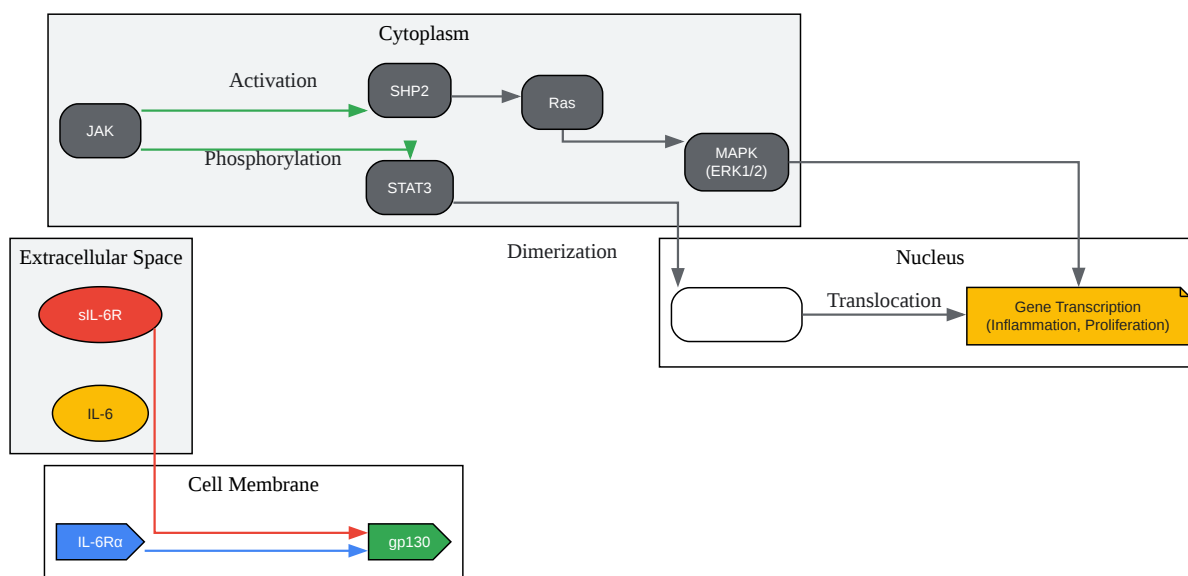 Cytoplasm
Activation
SHP2
Ras
JAK
MAPK
(ERK1/2)
Phosphorylation
STAT3
Dimerization
Extracellular Space
sIL-6R
IL-6
Nucleus
Translocation
Gene Transcription
(Inflammation, Proliferation)
Cell Membrane
IL-6Rα
gp130